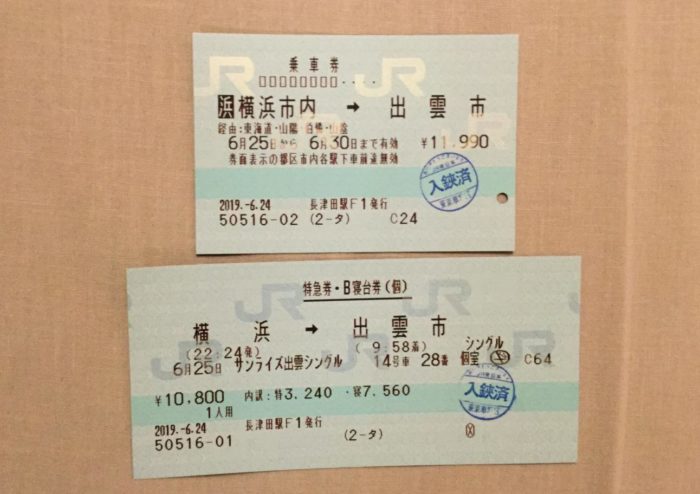 JR
JR
乗車券
□□□□□□□□‥‥
浜横浜市内 → 出雲市
経由:東海道・山陽・伯備・山陰
6月25日から 6月30日まで有効 ¥11,990
券面表示の都区市内各駅下車前途無効
入鋏済
2019.-6.24 長津田駅F1発行
50516-02 (2-タ) C24
JR
JR
特急券・B寝台券(個)
横浜 → 出雲市
(22:24発) (9:58着) シングル
6月25日 サンライズ出雲シングル 14号車 28番 個室 C64
¥10,800 内訳:特3,240・寝7,560
1人用
入鋏済
2019.-6.24 長津田駅F1発行
50516-01 (2-タ)